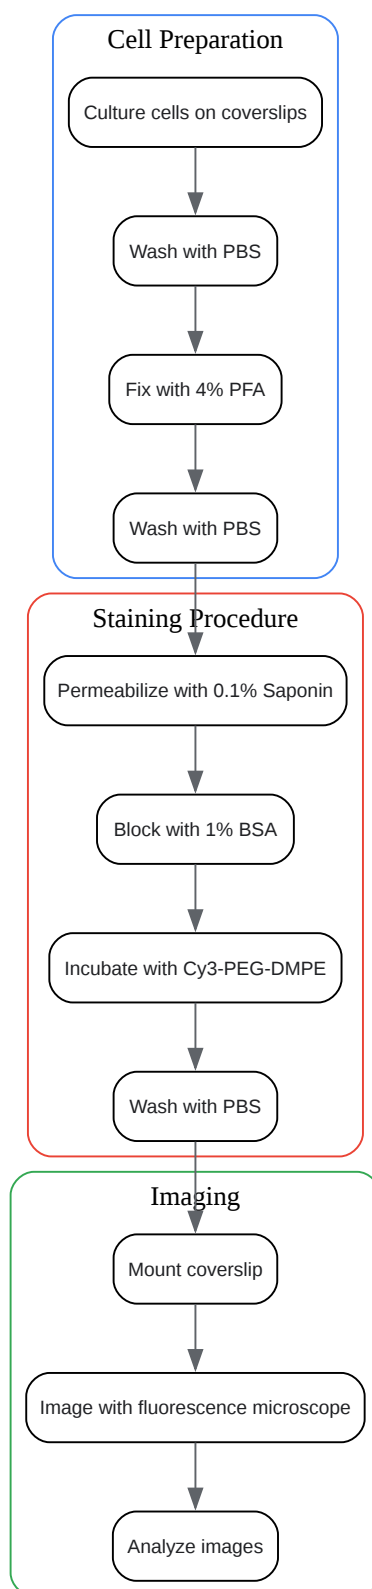 Cell Preparation
Culture cells on coverslips
Wash with PBS
Fix with 4% PFA
Wash with PBS
Staining Procedure
Permeabilize with 0.1% Saponin
Block with 1% BSA
Incubate with Cy3-PEG-DMPE
Wash with PBS
Imaging
Mount coverslip
Image with fluorescence microscope
Analyze images